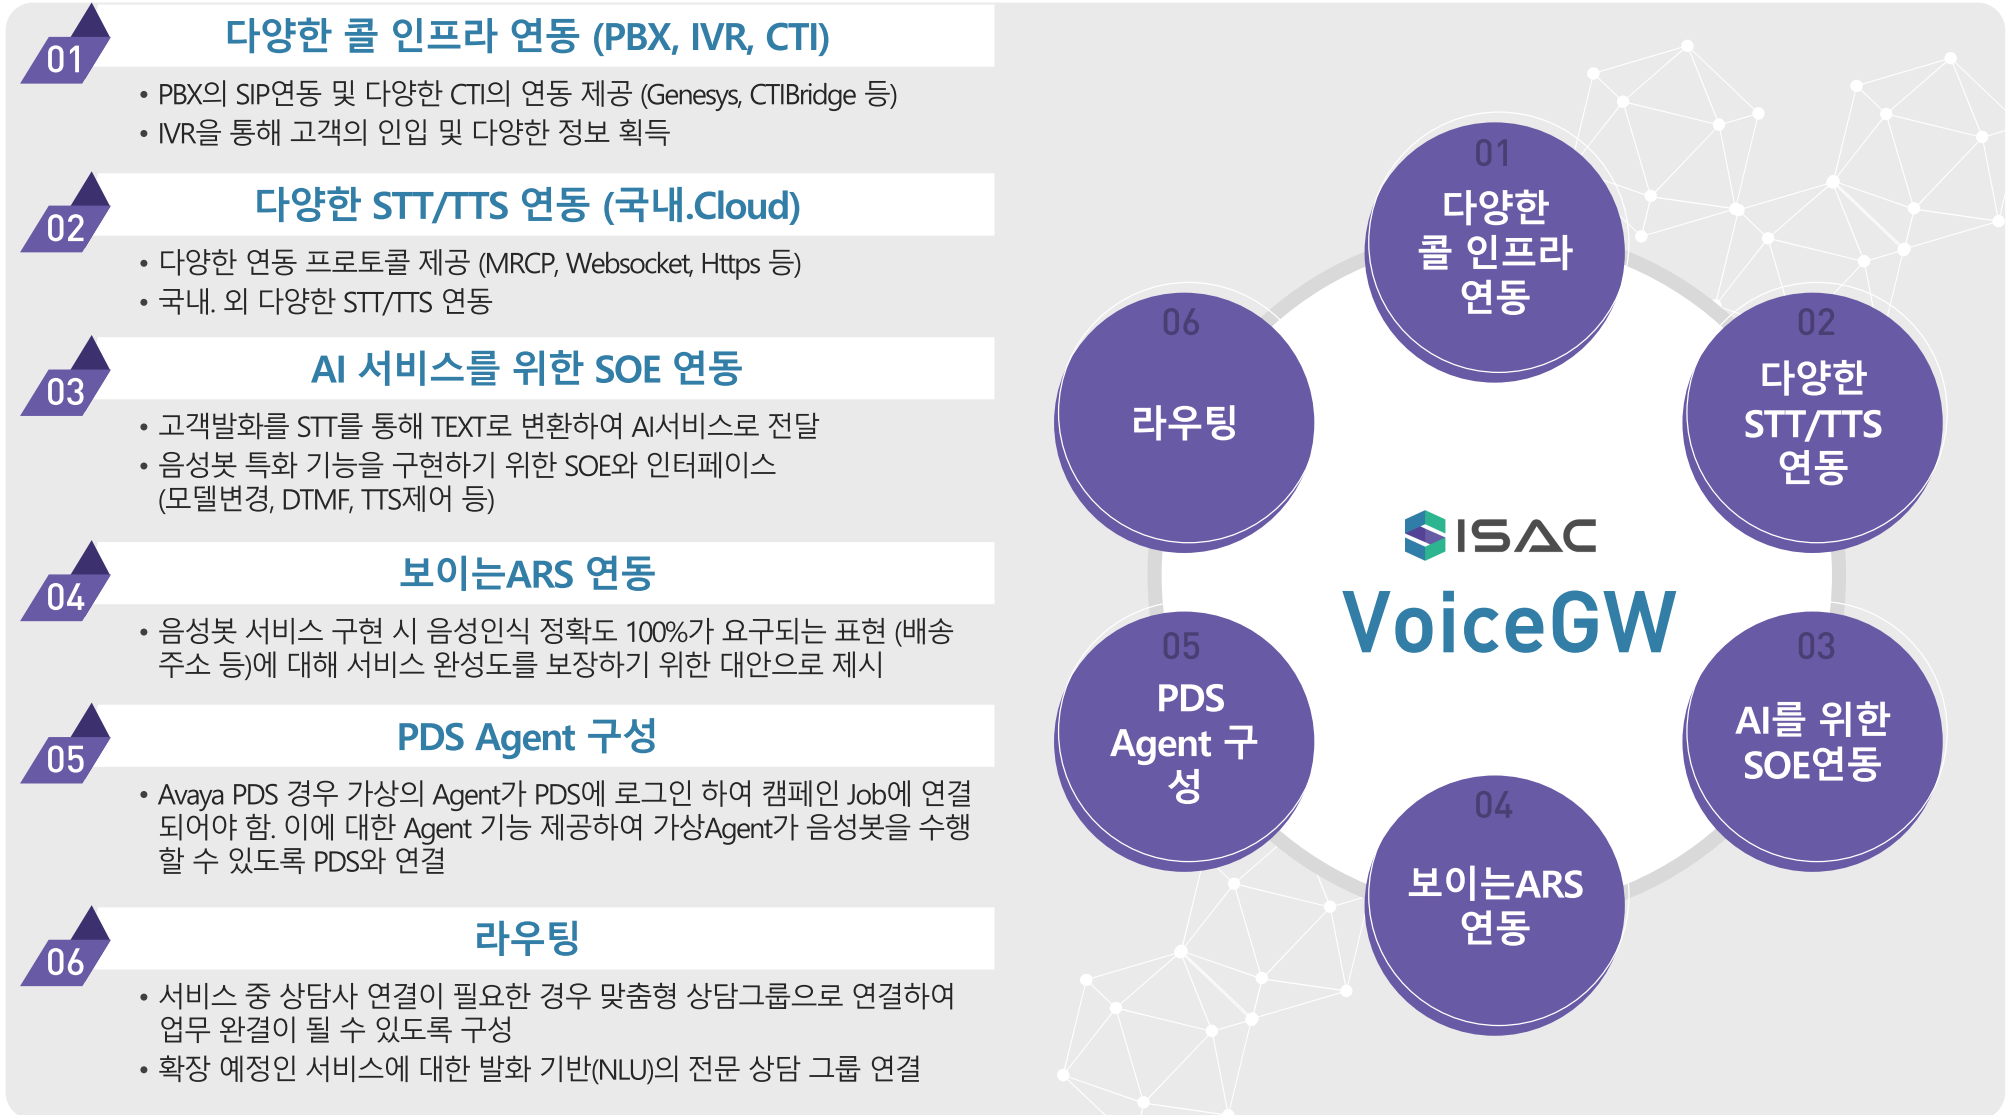 01
다양한 콜 인프라 연동 (PBX, IVR, CTI)
• PBX의 SIP연동 및 다양한 CTI의 연동 제공 (Genesys, CTIBridge 등)
• IVR을 통해 고객의 인입 및 다양한 정보 획득
02
다양한 STT/TTS 연동 (국내.Cloud)
• 다양한 연동 프로토콜 제공 (MRCP, Websocket, Https 등)
• 국내. 외 다양한 STT/TTS 연동
03
AI 서비스를 위한 SOE 연동
• 고객발화를 STT를 통해 TEXT로 변환하여 AI서비스로 전달
• 음성봇 특화 기능을 구현하기 위한 SOE와 인터페이스
(모델변경, DTMF, TTS제어 등)
04
보이는ARS 연동
• 음성봇 서비스 구현 시 음성인식 정확도 100%가 요구되는 표현 (배송
주소 등)에 대해 서비스 완성도를 보장하기 위한 대안으로 제시
05
PDS Agent 구성
• Avaya PDS 경우 가상의 Agent가 PDS에 로그인 하여 캠페인 Job에 연결
되어야 함. 이에 대한 Agent 기능 제공하여 가상Agent가 음성봇을 수행
할 수 있도록 PDS와 연결
06
라우팅
• 서비스 중 상담사 연결이 필요한 경우 맞춤형 상담그룹으로 연결하여
업무 완결이 될 수 있도록 구성
• 확장 예정인 서비스에 대한 발화 기반(NLU)의 전문 상담 그룹 연결
01
다양한
콜 인프라
연동
02
다양한
STT/TTS
연동
03
AI를 위한
SOE연동
04
보이는ARS
연동
05
PDS
Agent 구
성
06
라우팅
ISAC
VoiceGW